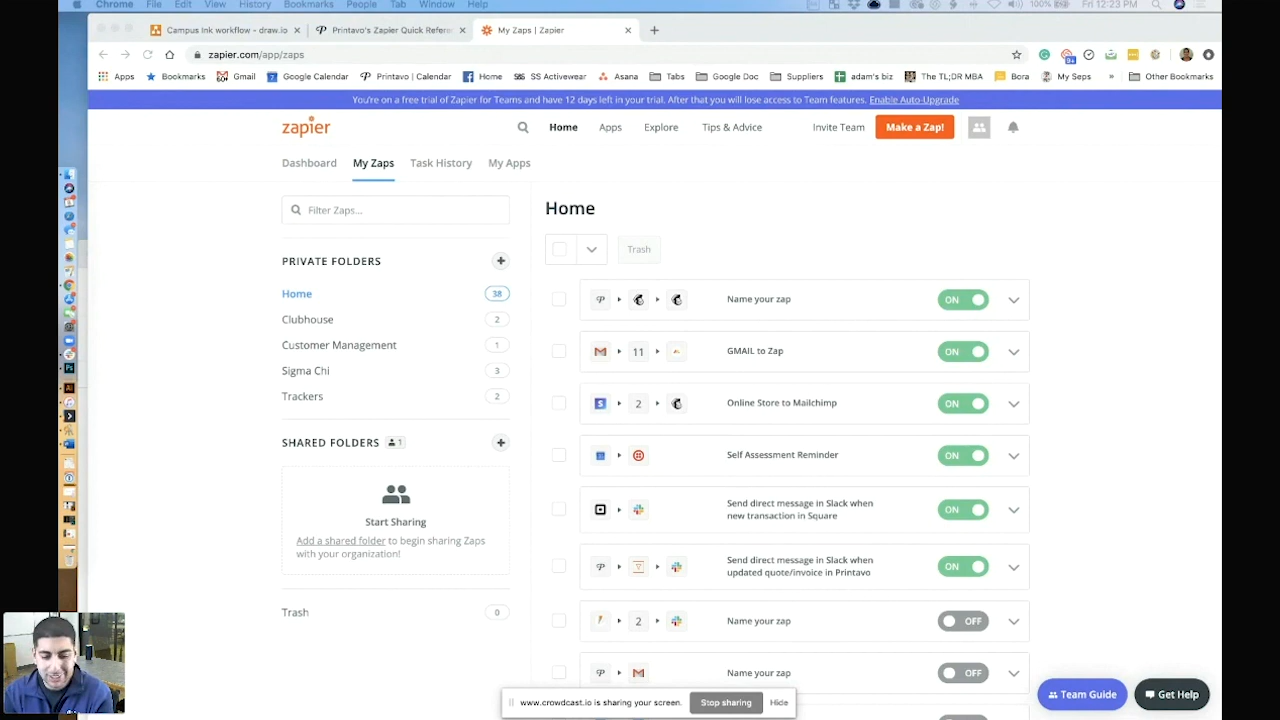 Chrome File Edit View History Bookmarks People Tab Window Help 100% Fri 12:23 PM
Campus Ink workflow - draw.io Printavo's Zapier Quick Referen My Zaps | Zapier
zapier.com/app/zaps
Apps Bookmarks Gmail Google Calendar Printavo | Calendar Home SS Activewear Asana Tabs Google Doc Suppliers adam's biz The TL;DR MBA Bora My Seps » Other Bookmarks
You're on a free trial of Zapier for Teams and have 12 days left in your trial. After that you will lose access to Team features. Enable Auto-Upgrade
zapier Home Apps Explore Tips & Advice Invite Team Make a Zap!
Dashboard My Zaps Task History My Apps
Filter Zaps...
PRIVATE FOLDERS
Home 38
Clubhouse 2
Customer Management 1
Sigma Chi 3
Trackers 2
SHARED FOLDERS 1
Start Sharing
Add a shared folder to begin sharing Zaps
with your organization!
Trash 0
Home
Trash
Name your zap ON
11 GMAIL to Zap ON
2 Online Store to Mailchimp ON
Self Assessment Reminder ON
Send direct message in Slack when
new transaction in Square ON
Send direct message in Slack when
updated quote/invoice in Printavo ON
2 Name your zap OFF
Name your zap OFF
www.crowdcast.io is sharing your screen. Stop sharing Hide
Team Guide Get Help